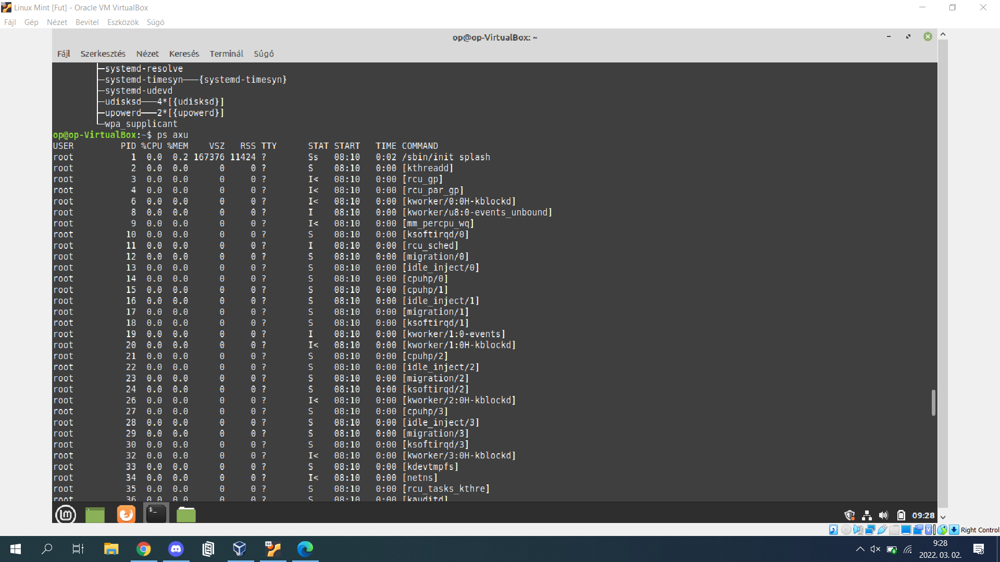 Linux Mint [Fut] - Oracle VM VirtualBox
Fájl Gép Nézet Bevitel Eszközök Súgó
op@op-VirtualBox: ~
Fájl Szerkesztés Nézet Keresés Terminál Súgó
├─systemd-resolve
├─systemd-timesyn───{systemd-timesyn}
├─systemd-udevd
├─udisksd───4*[{udisksd}]
├─upowerd───2*[{upowerd}]
└─wpa_supplicant
op@op-VirtualBox:~$ ps axu
USER         PID %CPU %MEM    VSZ   RSS TTY      STAT START   TIME COMMAND
root           1  0.0  0.2 167376 11424 ?        Ss   08:10   0:02 /sbin/init splash
root           2  0.0  0.0      0     0 ?        S    08:10   0:00 [kthreadd]
root           3  0.0  0.0      0     0 ?        I<   08:10   0:00 [rcu_gp]
root           4  0.0  0.0      0     0 ?        I<   08:10   0:00 [rcu_par_gp]
root           6  0.0  0.0      0     0 ?        I<   08:10   0:00 [kworker/0:0H-kblockd]
root           8  0.0  0.0      0     0 ?        I    08:10   0:00 [kworker/u8:0-events_unbound]
root           9  0.0  0.0      0     0 ?        I<   08:10   0:00 [mm_percpu_wq]
root          10  0.0  0.0      0     0 ?        S    08:10   0:00 [ksoftirqd/0]
root          11  0.0  0.0      0     0 ?        I    08:10   0:00 [rcu_sched]
root          12  0.0  0.0      0     0 ?        S    08:10   0:00 [migration/0]
root          13  0.0  0.0      0     0 ?        S    08:10   0:00 [idle_inject/0]
root          14  0.0  0.0      0     0 ?        S    08:10   0:00 [cpuhp/0]
root          15  0.0  0.0      0     0 ?        S    08:10   0:00 [cpuhp/1]
root          16  0.0  0.0      0     0 ?        S    08:10   0:00 [idle_inject/1]
root          17  0.0  0.0      0     0 ?        S    08:10   0:00 [migration/1]
root          18  0.0  0.0      0     0 ?        S    08:10   0:00 [ksoftirqd/1]
root          19  0.0  0.0      0     0 ?        I    08:10   0:00 [kworker/1:0-events]
root          20  0.0  0.0      0     0 ?        I<   08:10   0:00 [kworker/1:0H-kblockd]
root          21  0.0  0.0      0     0 ?        S    08:10   0:00 [cpuhp/2]
root          22  0.0  0.0      0     0 ?        S    08:10   0:00 [idle_inject/2]
root          23  0.0  0.0      0     0 ?        S    08:10   0:00 [migration/2]
root          24  0.0  0.0      0     0 ?        S    08:10   0:00 [ksoftirqd/2]
root          26  0.0  0.0      0     0 ?        I<   08:10   0:00 [kworker/2:0H-kblockd]
root          27  0.0  0.0      0     0 ?        S    08:10   0:00 [cpuhp/3]
root          28  0.0  0.0      0     0 ?        S    08:10   0:00 [idle_inject/3]
root          29  0.0  0.0      0     0 ?        S    08:10   0:00 [migration/3]
root          30  0.0  0.0      0     0 ?        S    08:10   0:00 [ksoftirqd/3]
root          32  0.0  0.0      0     0 ?        I<   08:10   0:00 [kworker/3:0H-kblockd]
root          33  0.0  0.0      0     0 ?        S    08:10   0:00 [kdevtmpfs]
root          34  0.0  0.0      0     0 ?        I<   08:10   0:00 [netns]
root          35  0.0  0.0      0     0 ?        S    08:10   0:00 [rcu_tasks_kthre]
root          36  0.0  0.0      0     0 ?        S    08:10   0:00 [kauditd]
09:28
Right Control
9:28
2022. 03. 02.